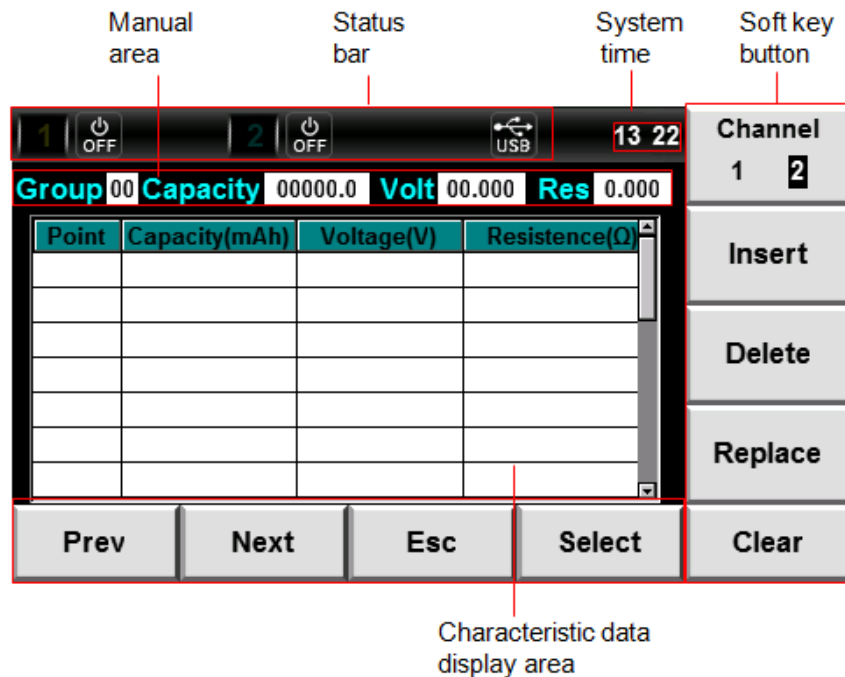 Manual area
Status bar
System time
Soft key button
1 OFF 2 OFF USB 13 22
Channel
1 2
Group 00 Capacity 00000.0 Volt 00.000 Res 0.000
Point Capacity(mAh) Voltage(V) Resistence(Ω)
Insert
Delete
Replace
Prev Next Esc Select Clear
Characteristic data
display area